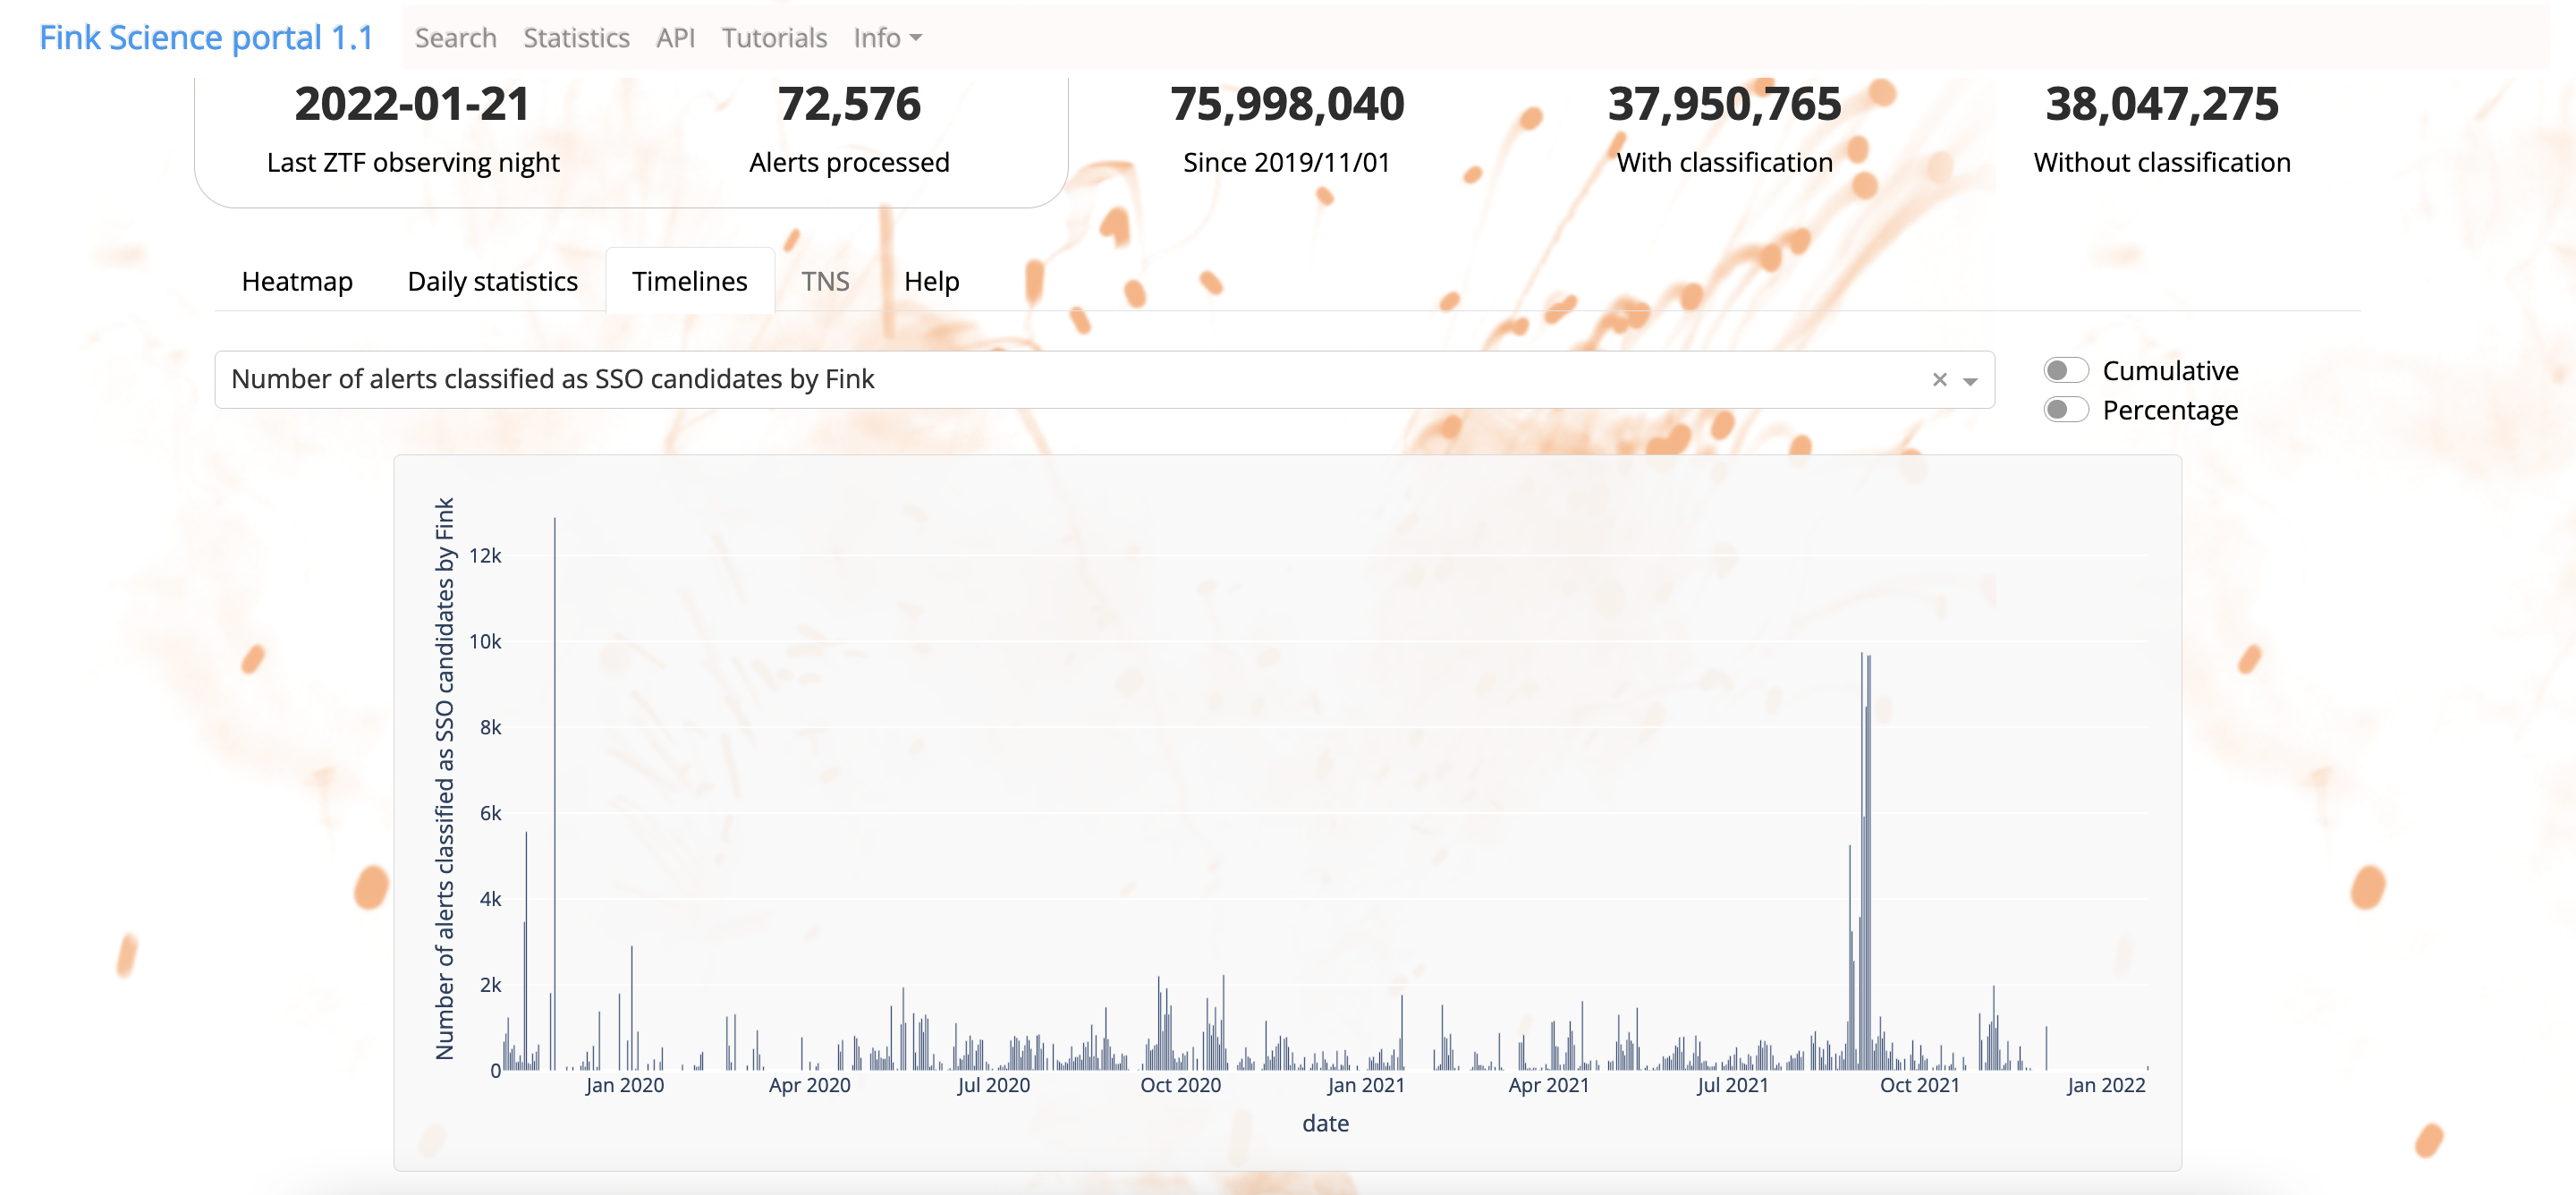 Fink Science portal 1.1 Search Statistics API Tutorials Info
2022-01-21 72,576 75,998,040 37,950,765 38,047,275
Last ZTF observing night Alerts processed Since 2019/11/01 With classification Without classification
Heatmap Daily statistics Timelines TNS Help
Number of alerts classified as SSO candidates by Fink × Cumulative
Percentage
Number of alerts classified as SSO candidates by Fink
12k
10k
8k
6k
4k
2k
0
Jan 2020 Apr 2020 Jul 2020 Oct 2020 Jan 2021 Apr 2021 Jul 2021 Oct 2021 Jan 2022
date